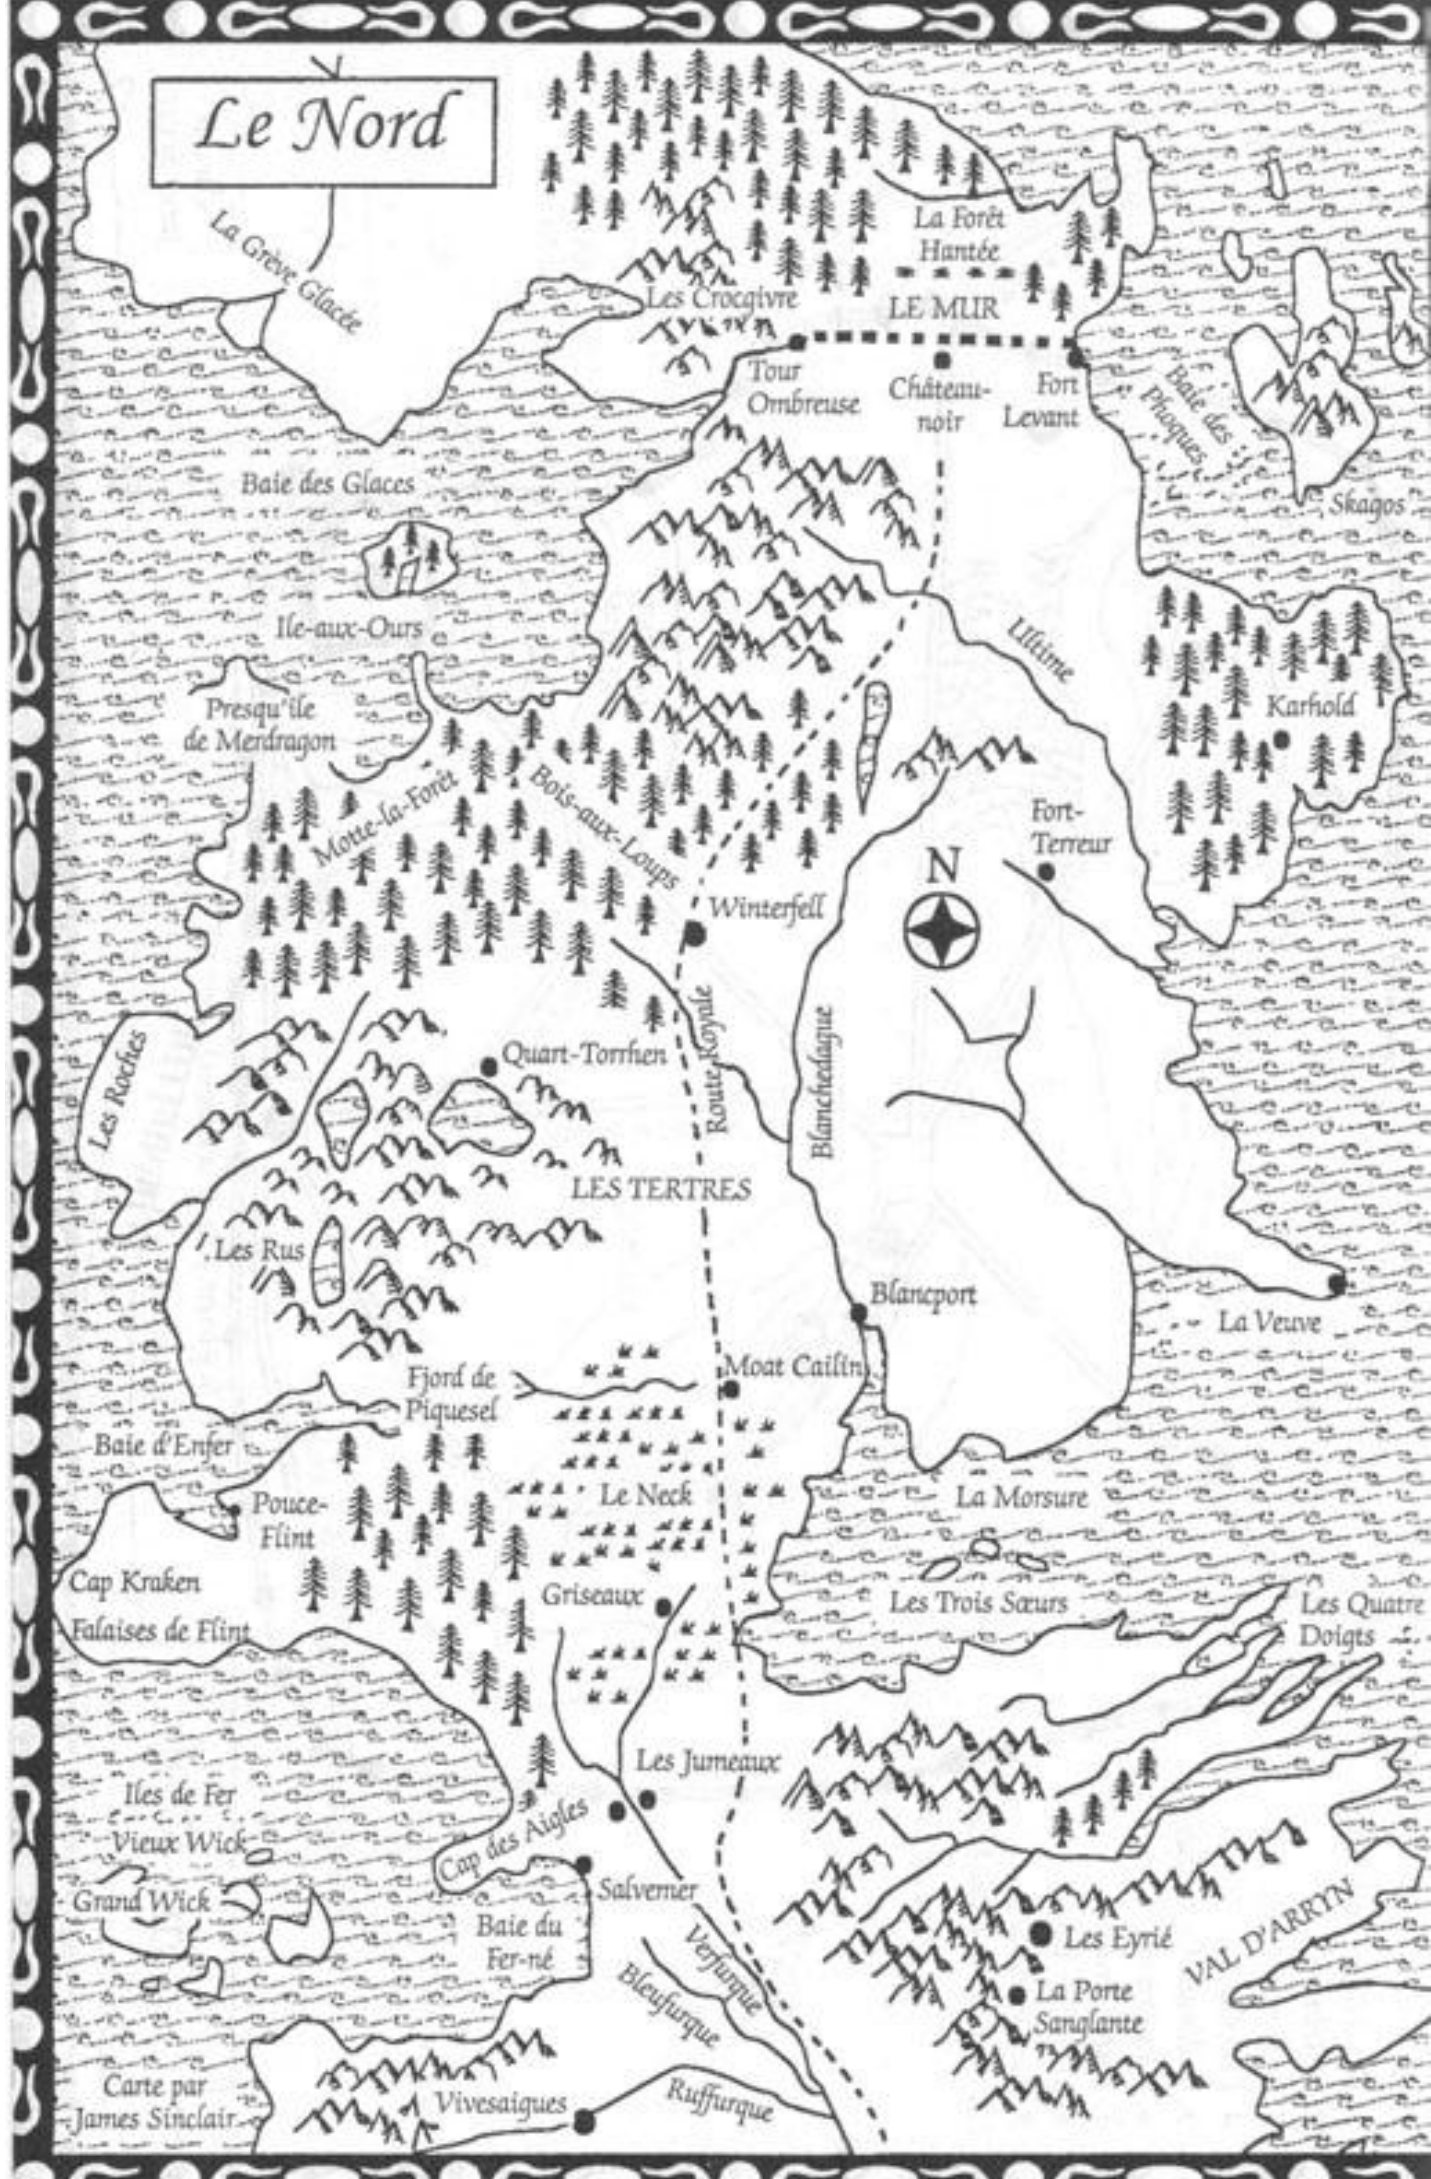 Le Nord
La Grève Glacée
La Forêt
Hantée
Les Crocgivre
LE MUR
Tour
Ombreuse
Château-
noir
Fort
Levant
Baie des
Phoques
Skagos
Baie des Glaces
Ile-aux-Ours
Ultime
Presqu'île
de Merdragon
Karhold
Motte-la-Forêt
Bois-aux-Loups
Fort-
Terreur
N
Winterfell
Route Royale
Blanchedague
Quart-Torrhen
Les Roches
LES TERTRES
Les Rus
Blancport
La Veuve
Moat Cailin
Fjord de
Piquesel
Baie d'Enfer
Pouce-
Flint
Le Neck
La Morsure
Cap Kraken
Falaises de Flint
Griseaux
Les Trois Sœurs
Les Quatre
Doigts
Les Jumeaux
Iles de Fer
Vieux Wick
Grand Wick
Cap des Aigles
Salvemer
Baie du
Fer-né
Verfurque
Bleufurque
Les Eyrié
VAL D'ARRYN
La Porte
Sanglante
Carte par
James Sinclair
Vivesaigues
Ruffurque